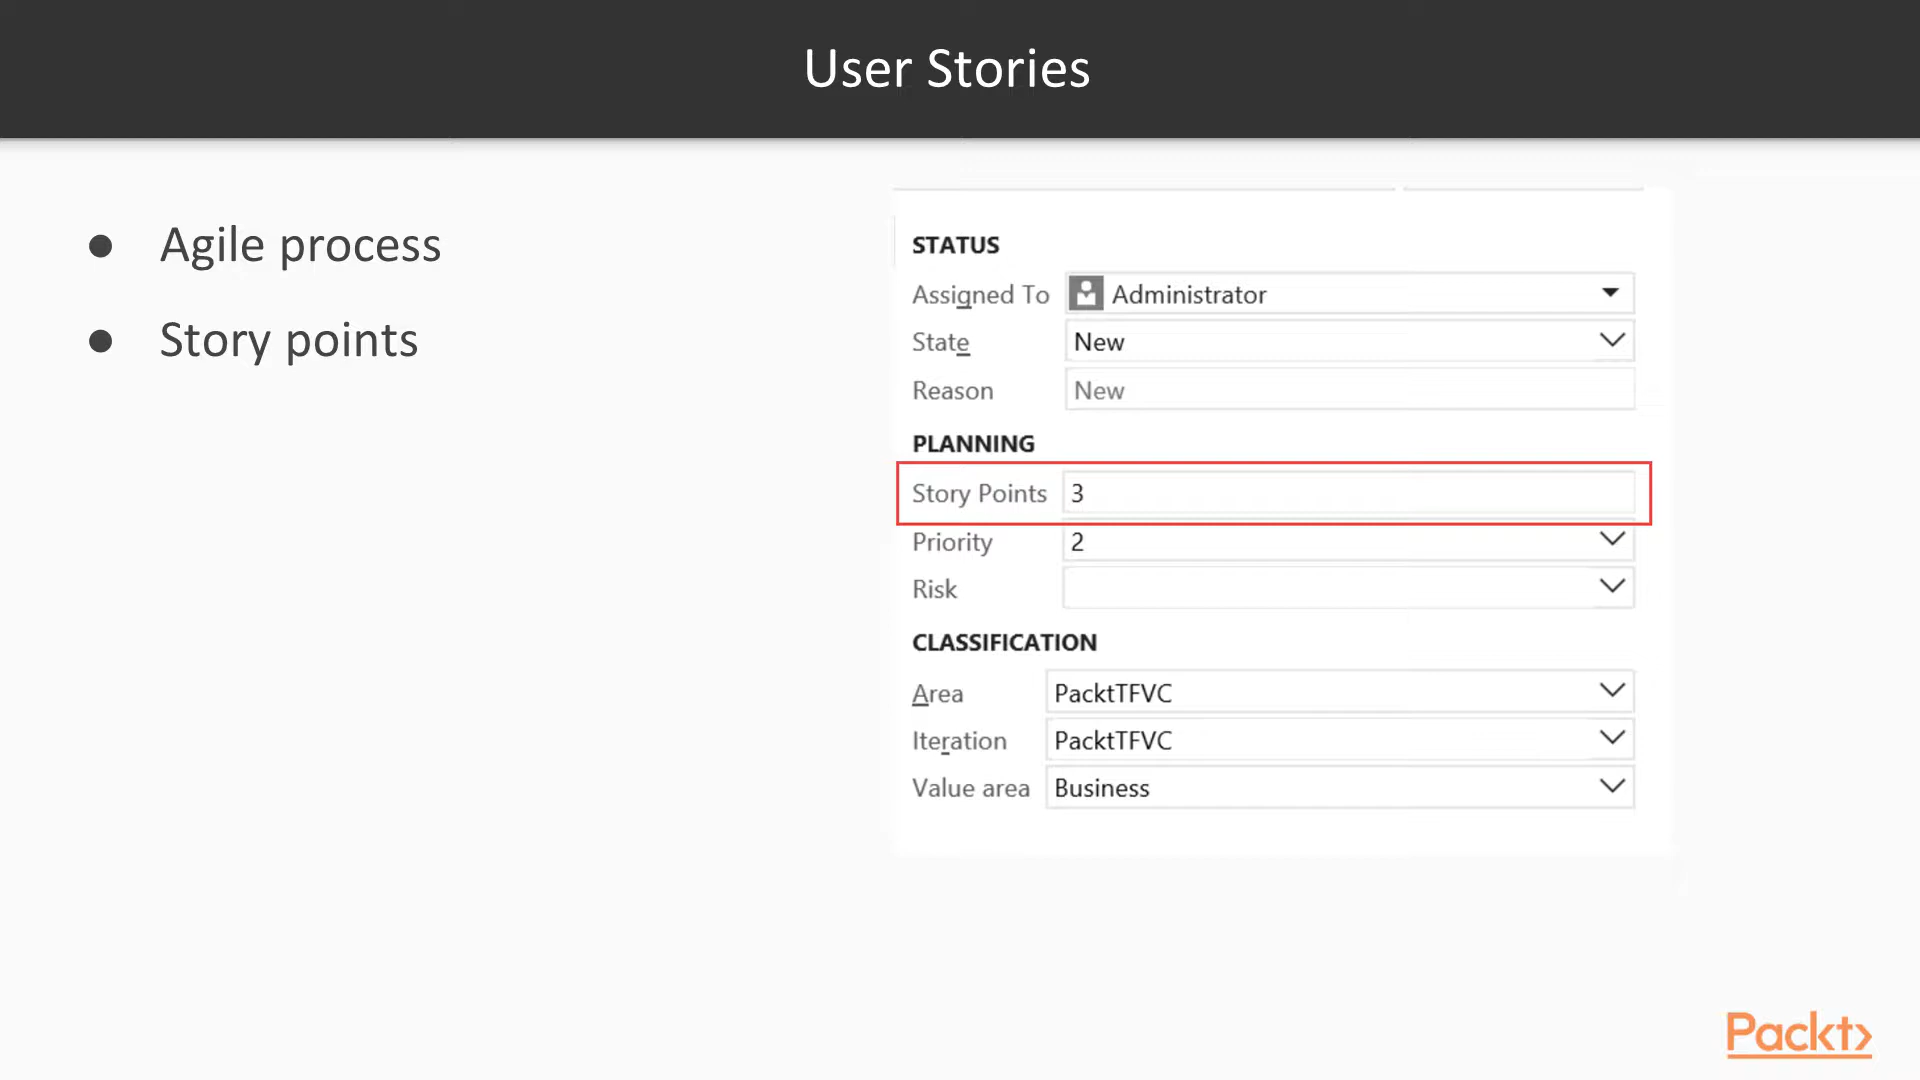 User Stories
● Agile process
● Story points
STATUS
Assigned To Administrator
State New
Reason New
PLANNING
Story Points 3
Priority 2
Risk
CLASSIFICATION
Area PacktTFVC
Iteration PacktTFVC
Value area Business
Packt>